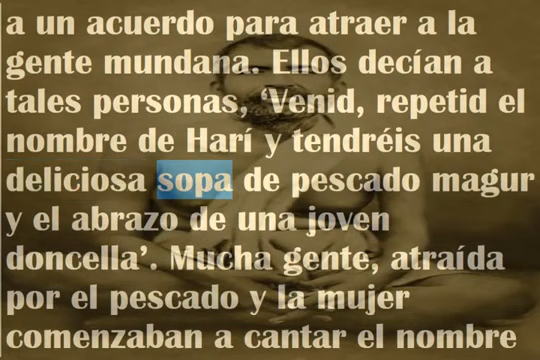 a un acuerdo para atraer a la
gente mundana. Ellos decían a
tales personas, ‘Venid, repetid el
nombre de Harí y tendréis una
deliciosa sopa de pescado magur
y el abrazo de una joven
doncella’. Mucha gente, atraída
por el pescado y la mujer
comenzaban a cantar el nombre